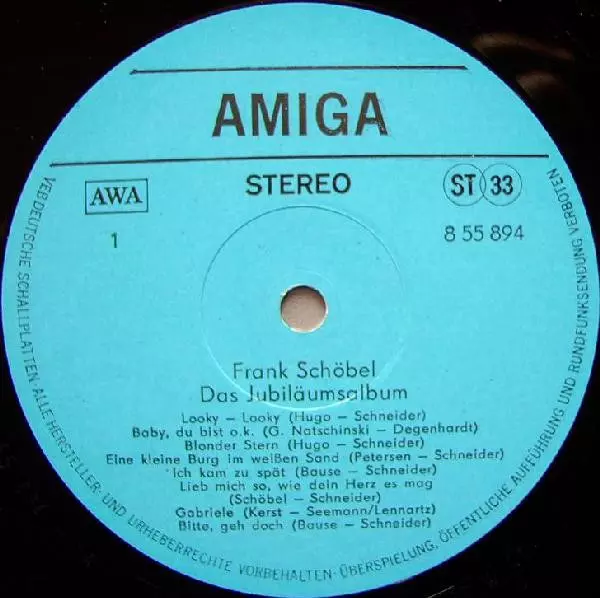 AMIGA
AWA
STEREO
ST 33
1
8 55 894
Frank Schöbel
Das Jubiläumsalbum
Looky – Looky (Hugo – Schneider)
Baby, du bist o.k. (G. Natschinski – Degenhardt)
Blonder Stern (Hugo – Schneider)
Eine kleine Burg im weißen Sand (Petersen – Schneider)
Ich kam zu spät (Bause – Schneider)
Lieb mich so, wie dein Herz es mag
(Schöbel – Schneider)
Gabriele (Kerst – Seemann/Lennartz)
Bitte, geh doch (Bause – Schneider)
VEB DEUTSCHE SCHALLPLATTEN · ALLE HERSTELLER- UND URHEBERRECHTE VORBEHALTEN · ÜBERSPIELUNG, ÖFFENTLICHE AUFFÜHRUNG UND RUNDFUNKSENDUNG VERBOTEN